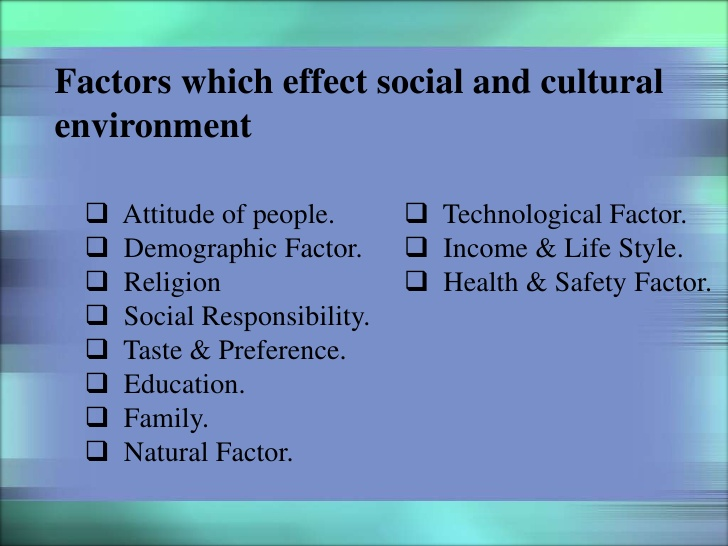 Factors which effect social and cultural
environment
❑ Attitude of people.
❑ Demographic Factor.
❑ Religion
❑ Social Responsibility.
❑ Taste & Preference.
❑ Education.
❑ Family.
❑ Natural Factor.
❑ Technological Factor.
❑ Income & Life Style.
❑ Health & Safety Factor.